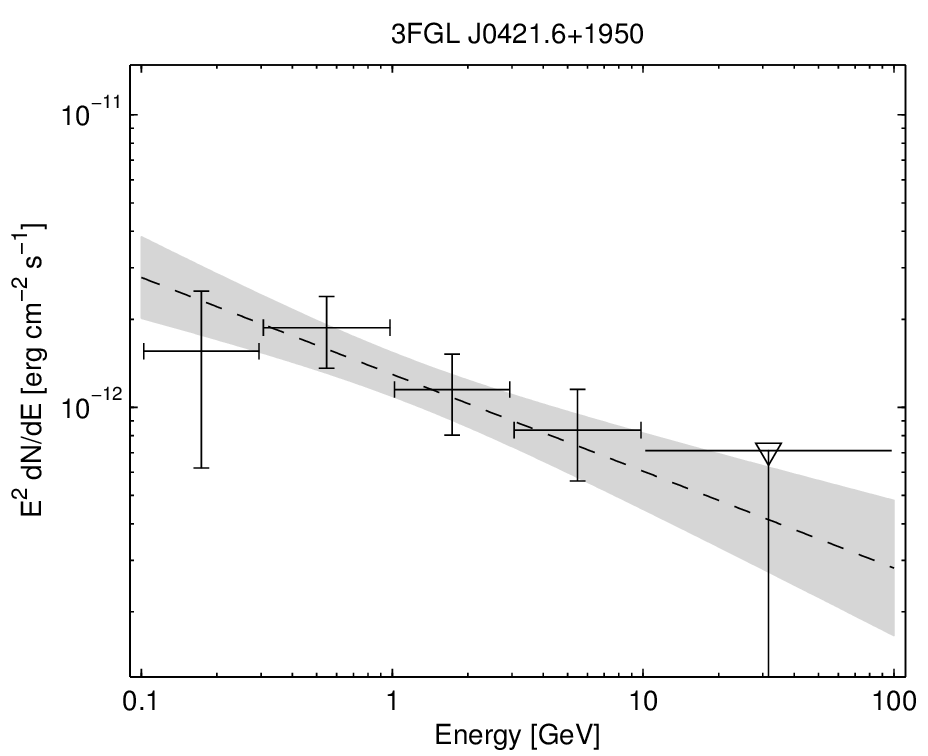 3FGL J0421.6+1950
10⁻¹¹
10⁻¹²
E² dN/dE [erg cm⁻² s⁻¹]
0.1 1 10 100
Energy [GeV]